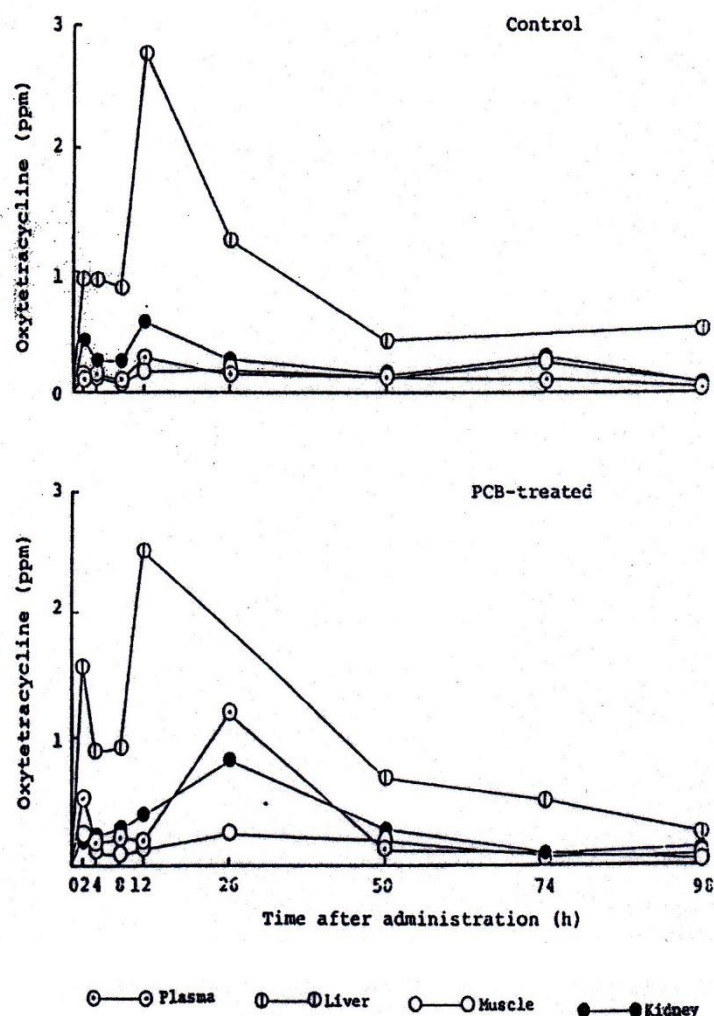 Control
3
2
1
0
Oxytetracycline (ppm)
PCB-treated
3
2
1
Oxytetracycline (ppm)
0 2 4 8 12 26 50 74 98
Time after administration (h)
Plasma Liver Muscle Kidney